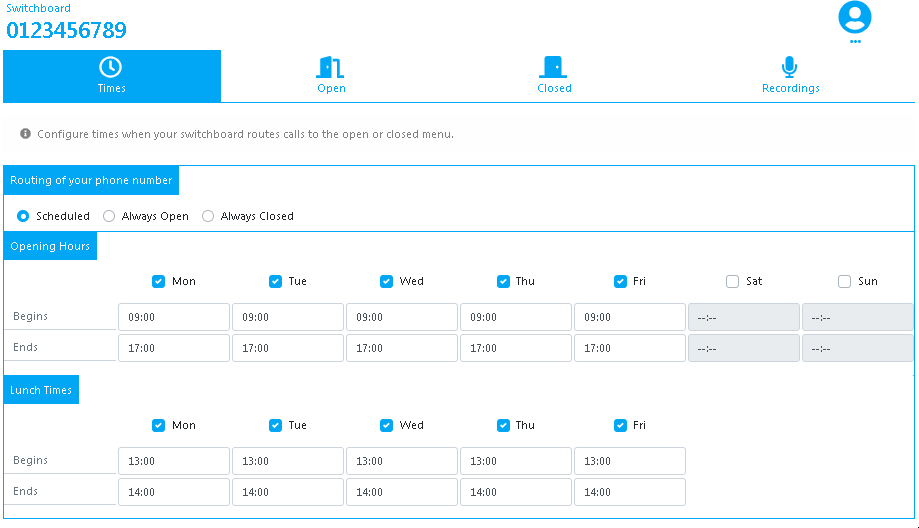 Switchboard
0123456789
Times Open Closed Recordings
Configure times when your switchboard routes calls to the open or closed menu.
Routing of your phone number
Scheduled Always Open Always Closed
Opening Hours
Mon Tue Wed Thu Fri Sat Sun
Begins 09:00 09:00 09:00 09:00 09:00 --:-- --:--
Ends 17:00 17:00 17:00 17:00 17:00 --:-- --:--
Lunch Times
Mon Tue Wed Thu Fri
Begins 13:00 13:00 13:00 13:00 13:00
Ends 14:00 14:00 14:00 14:00 14:00